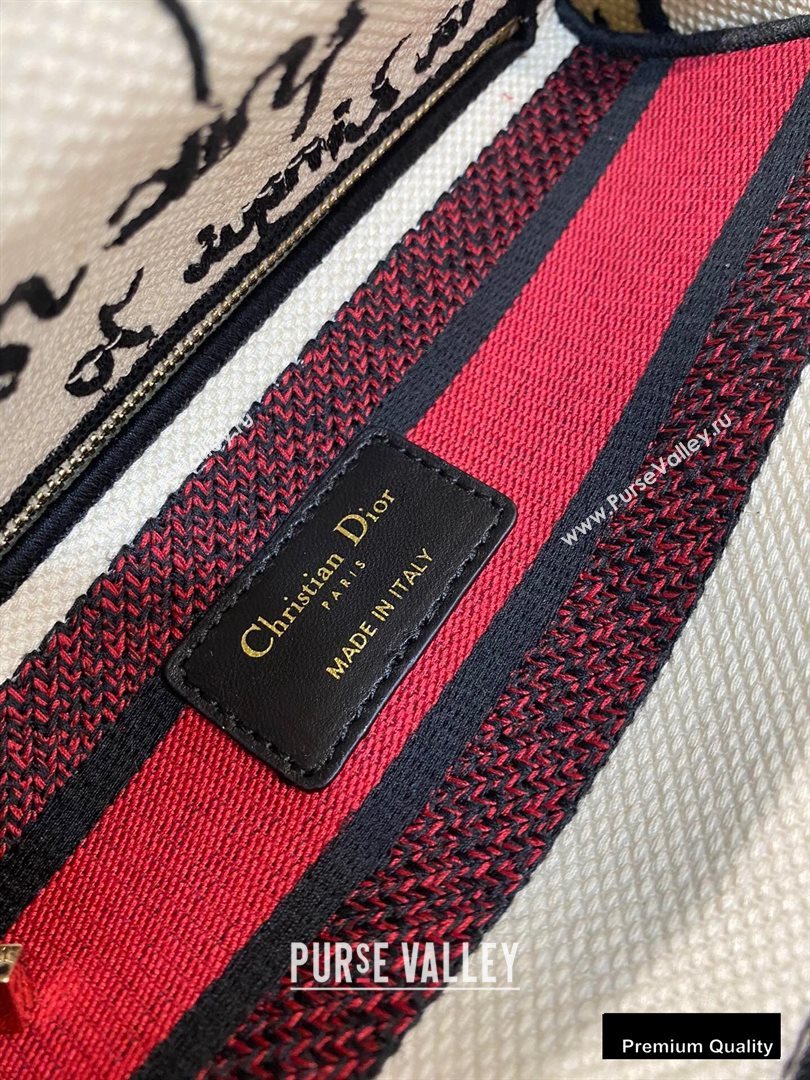 Christian Dior
PARIS
MADE IN ITALY
www.PurseValley.ru
PURSE VALLEY
Premium Quality